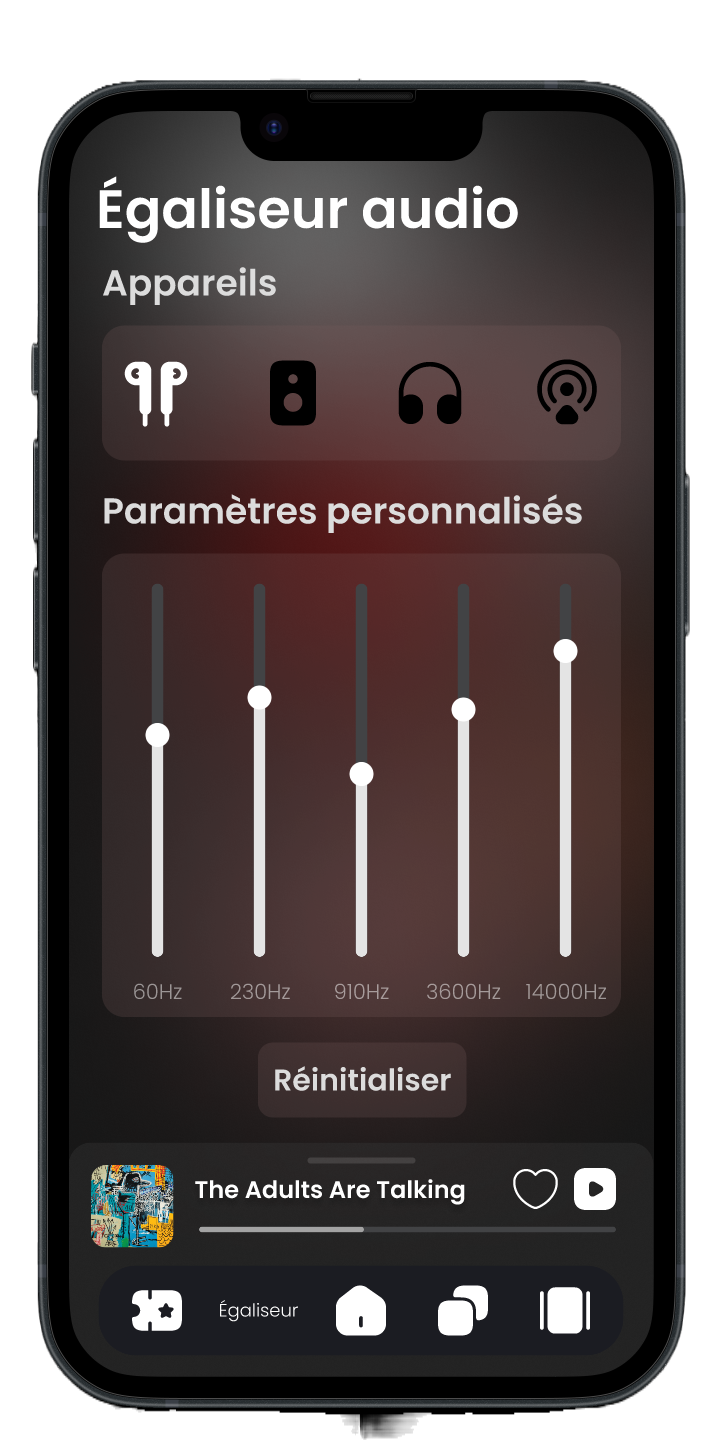 Égaliseur audio
Appareils
Paramètres personnalisés
60Hz 230Hz 910Hz 3600Hz 14000Hz
Réinitialiser
The Adults Are Talking
Égaliseur